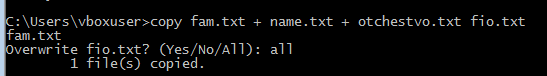 C:\Users\vboxuser>copy fam.txt + name.txt + otchestvo.txt fio.txt
fam.txt
Overwrite fio.txt? (Yes/No/All): all
        1 file(s) copied.